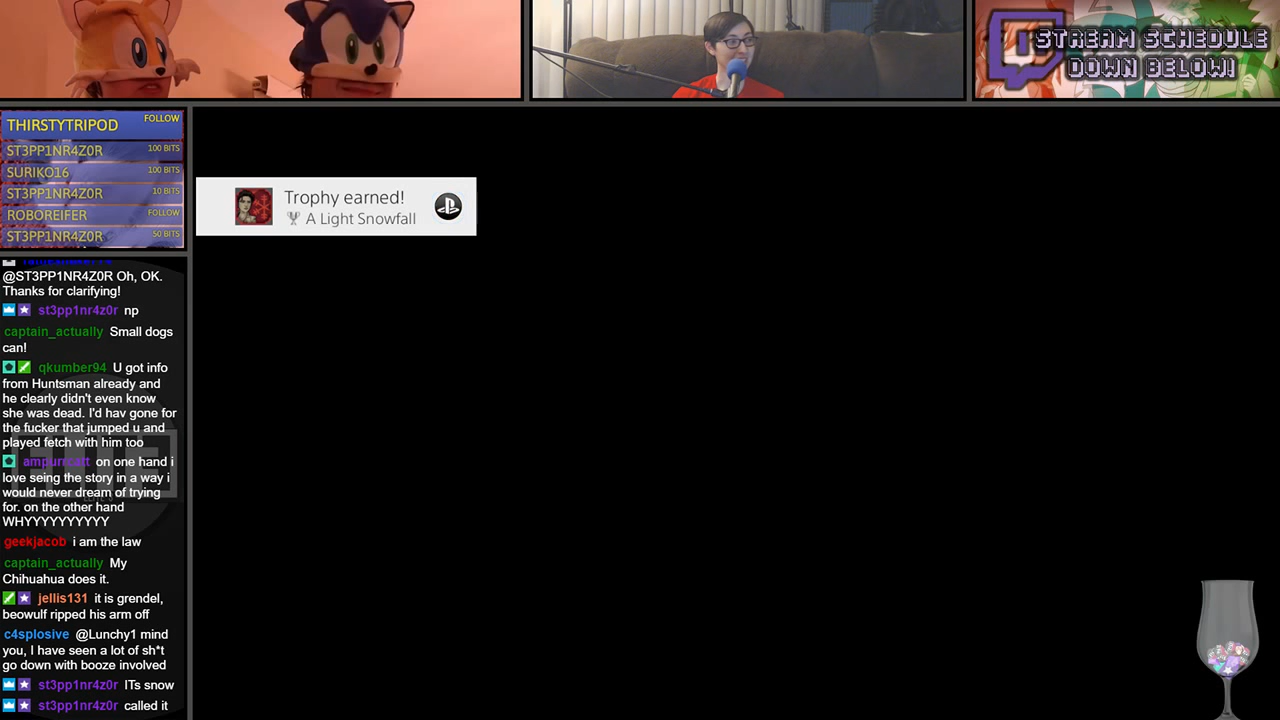 STREAM SCHEDULE
DOWN BELOW!
THIRSTYTRIPOD FOLLOW
ST3PP1NR4Z0R 100 BITS
SURIKO16 100 BITS
ST3PP1NR4Z0R 10 BITS
ROBOREIFER FOLLOW
ST3PP1NR4Z0R 50 BITS
Trophy earned!
A Light Snowfall
@ST3PP1NR4Z0R Oh, OK.
Thanks for clarifying!
st3pp1nr4z0r np
captain_actually Small dogs
can!
qkumber94 U got info
from Huntsman already and
he clearly didn't even know
she was dead. I'd hav gone for
the fucker that jumped u and
played fetch with him too
ampurrcatt on one hand i
love seing the story in a way i
would never dream of trying
for. on the other hand
WHYYYYYYYYYY
geekjacob i am the law
captain_actually My
Chihuahua does it.
jellis131 it is grendel,
beowulf ripped his arm off
c4splosive @Lunchy1 mind
you, I have seen a lot of sh*t
go down with booze involved
st3pp1nr4z0r ITs snow
st3pp1nr4z0r called it